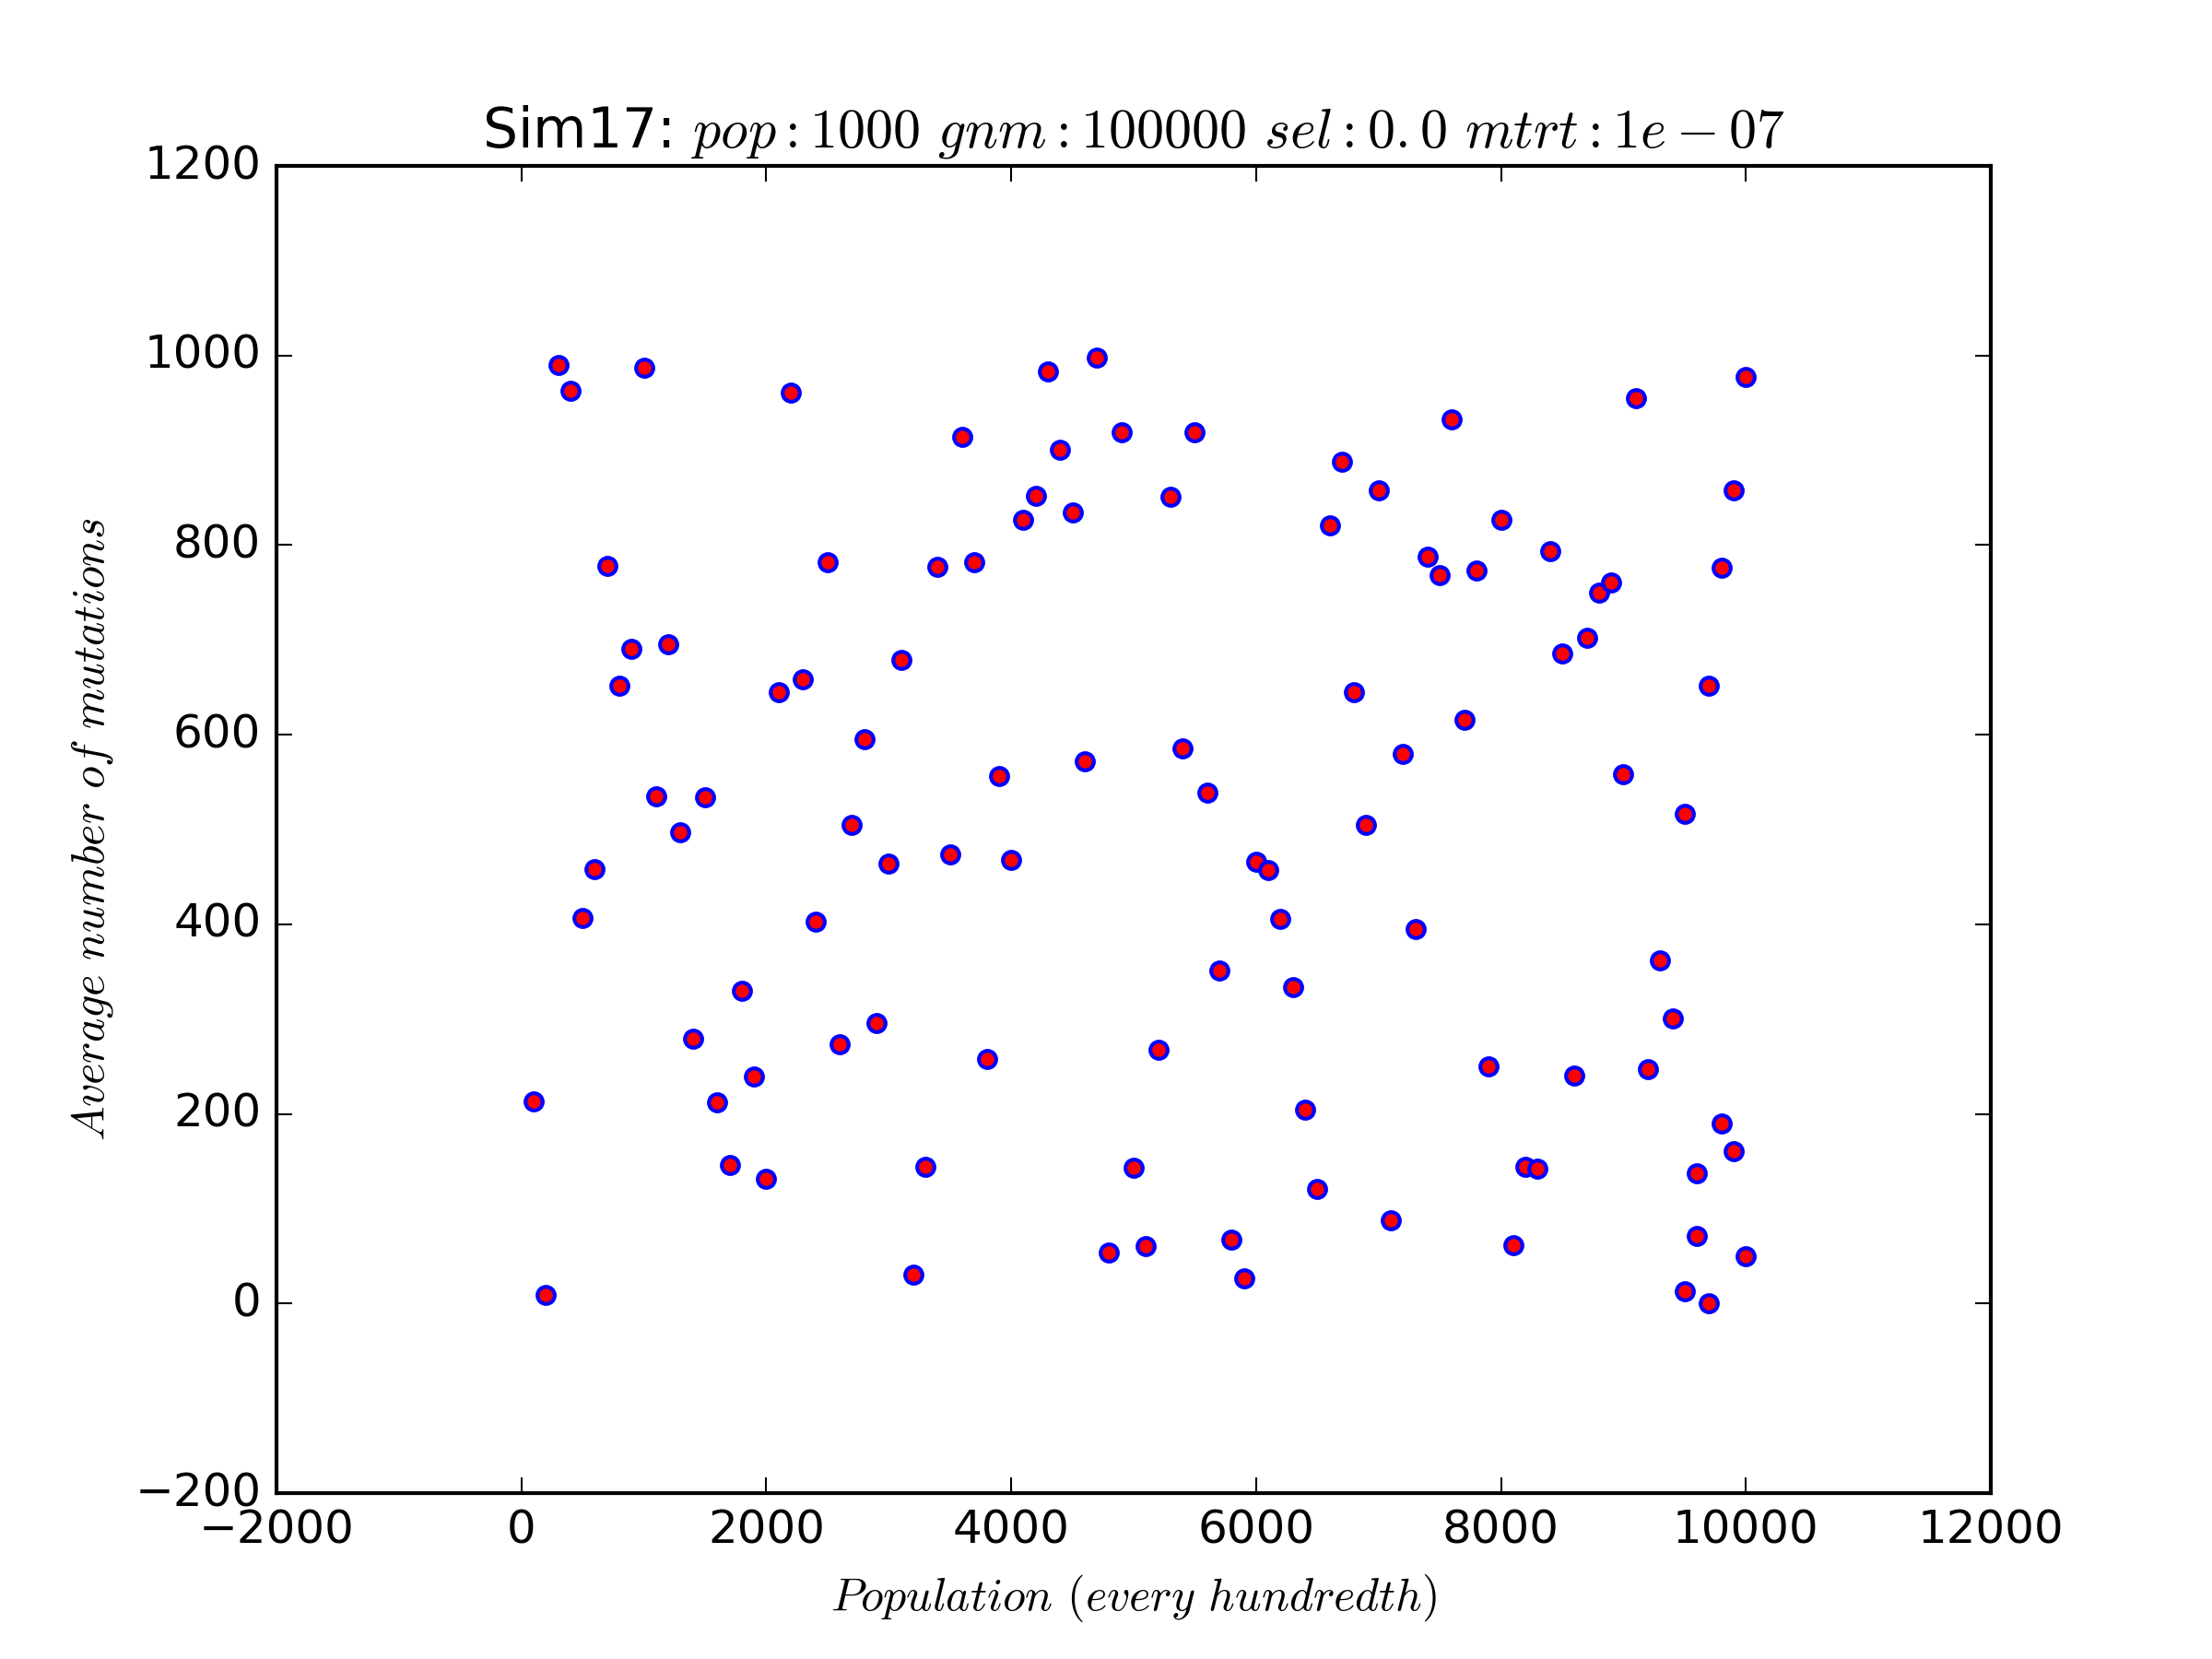 Sim17: pop : 1000 gnm : 100000 sel : 0.0 mtrt : 1e − 07
1200
1000
800
600
400
200
0
−200
Average number of mutations
−2000 0 2000 4000 6000 8000 10000 12000
Population (every hundredth)